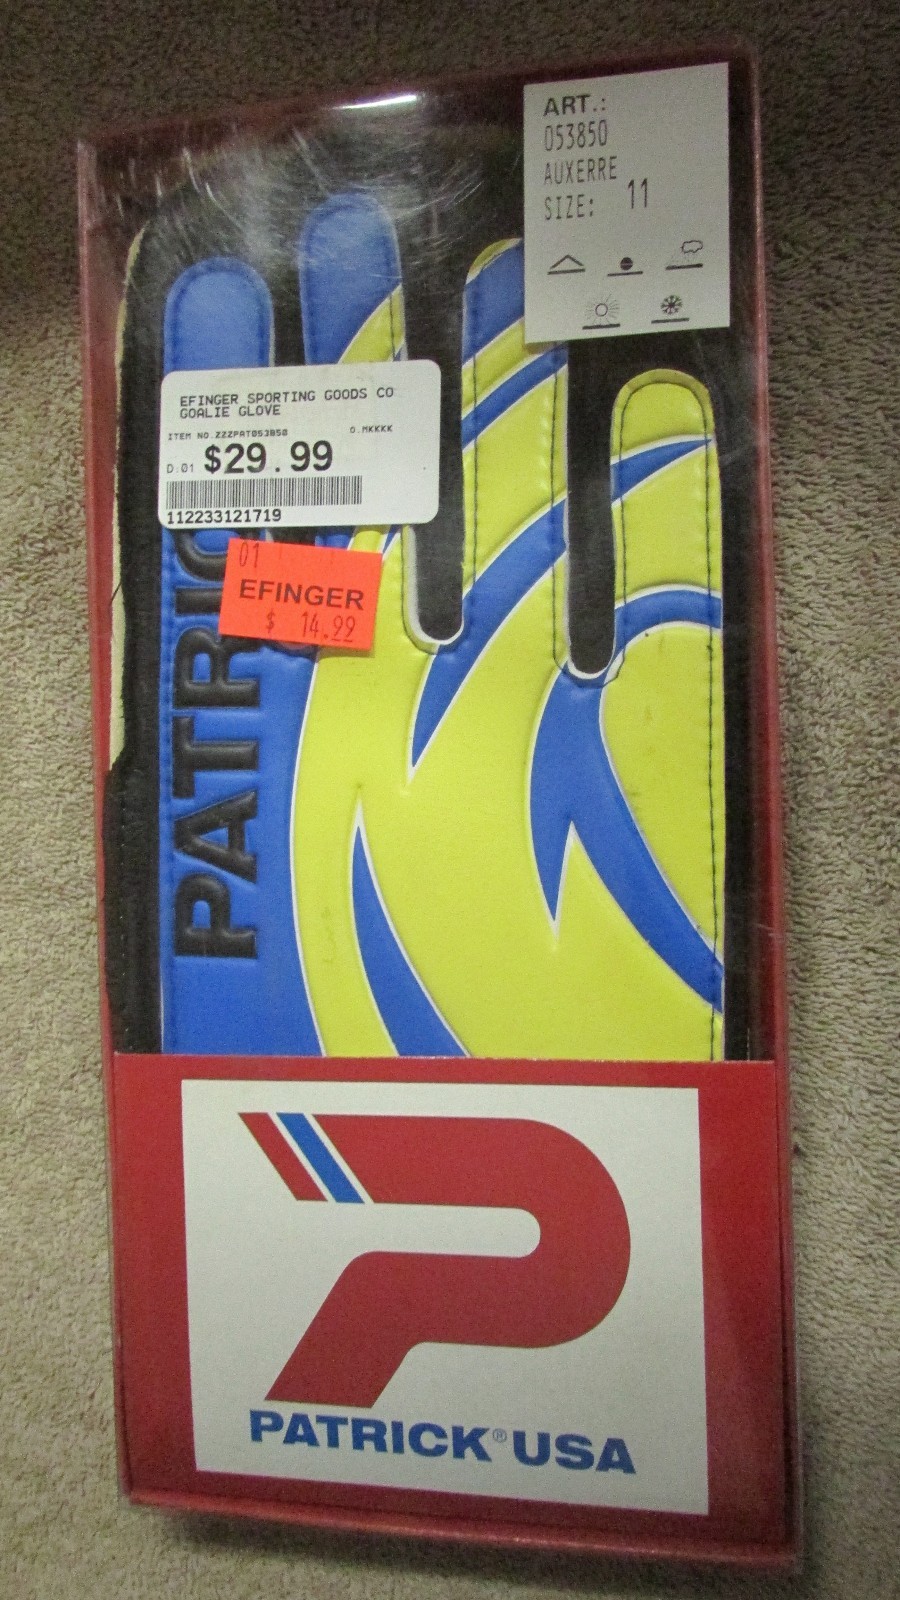 ART.:
053850
AUXERRE
SIZE: 11
EFINGER SPORTING GOODS CO
GOALIE GLOVE
ITEM NO.ZZZPAT053850 D.MKKKK
D.01 $29.99
112233121719
01
EFINGER
$ 14.99
PATRIC
PATRICK® USA